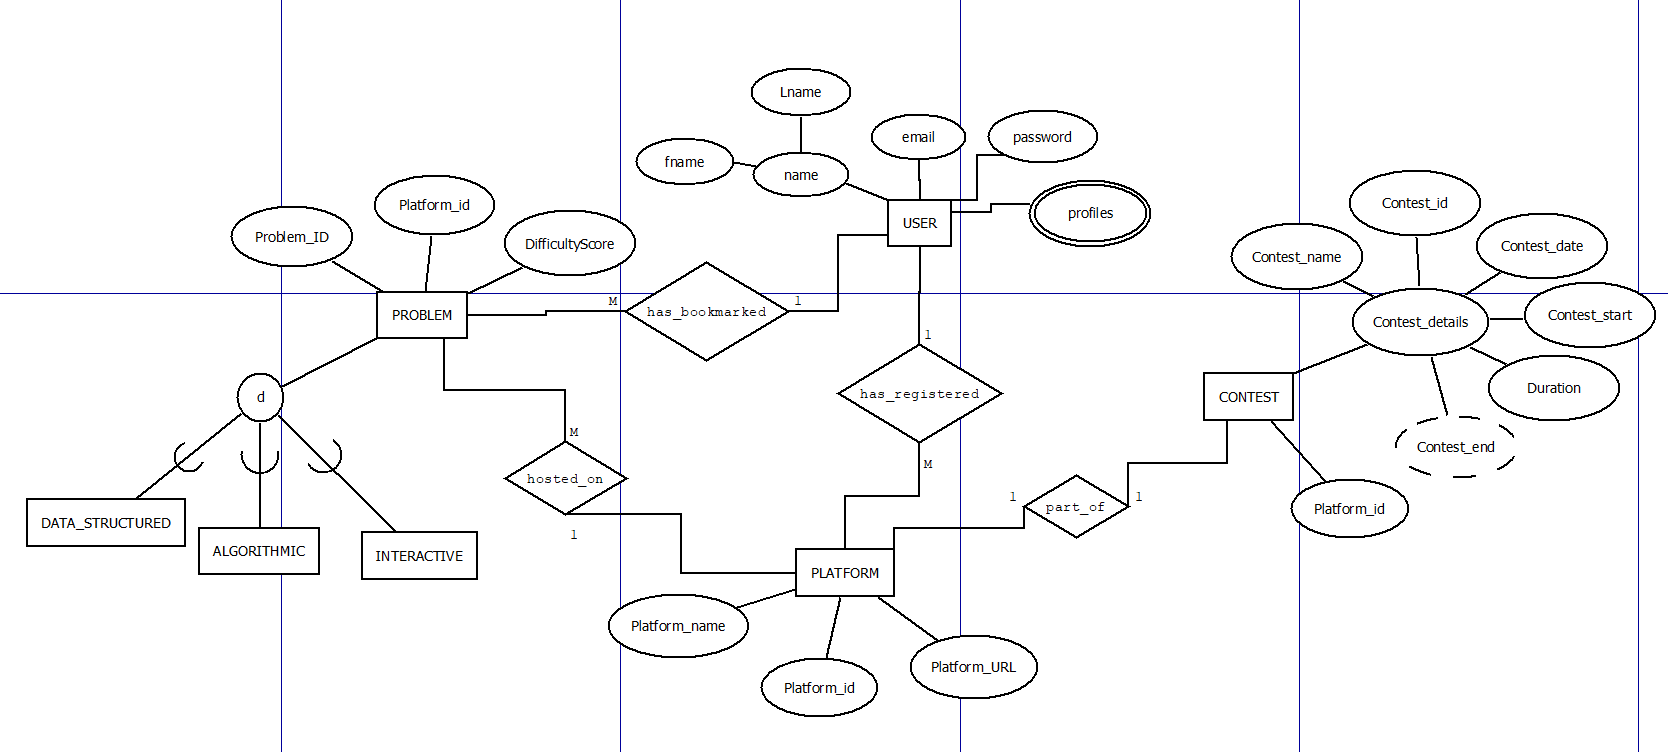 Lname
email
password
fname
name
profiles
USER
Contest_id
Platform_id
Problem_ID
DifficultyScore
Contest_name
Contest_date
M
has_bookmarked
1
PROBLEM
Contest_details
Contest_start
1
has_registered
M
d
CONTEST
Duration
M
hosted_on
1
Contest_end
1
part_of
1
Platform_id
DATA_STRUCTURED
ALGORITHMIC
INTERACTIVE
PLATFORM
Platform_name
Platform_id
Platform_URL